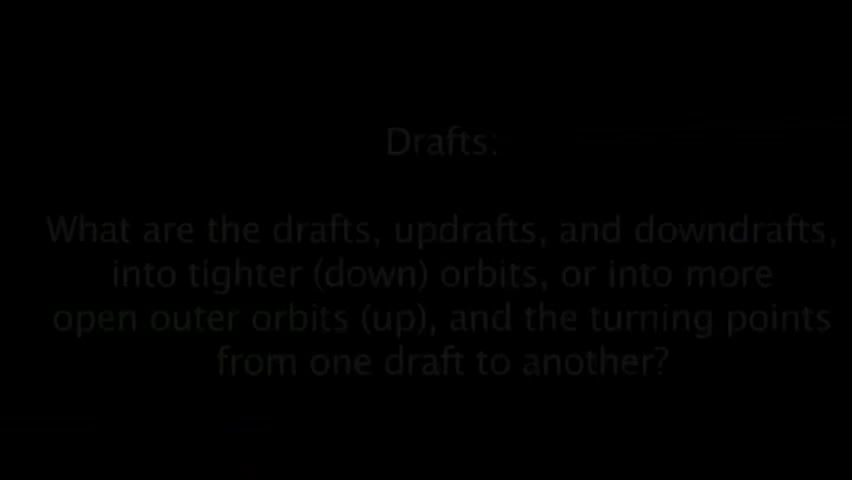 Drafts:
What are the drafts, updrafts, and downdrafts,
into tighter (down) orbits, or into more
open outer orbits (up), and the turning points
from one draft to another?